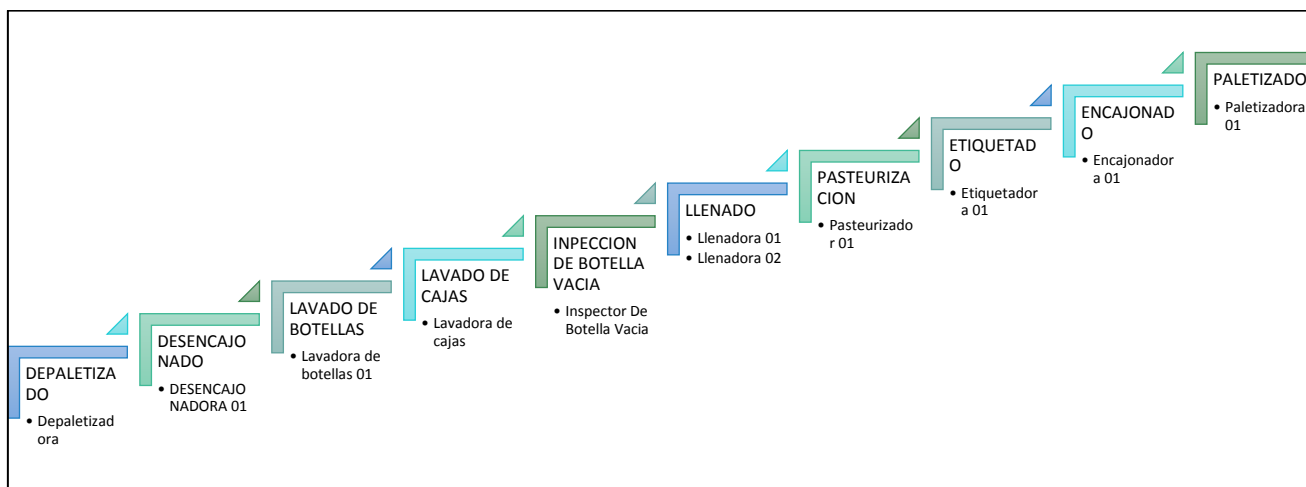 DEPALETIZA
DO
• Depaletizad
ora
DESENCAJO
NADO
• DESENCAJO
NADORA 01
LAVADO DE
BOTELLAS
• Lavadora de
botellas 01
LAVADO DE
CAJAS
• Lavadora de
cajas
INPECCION
DE BOTELLA
VACIA
• Inspector De
Botella Vacia
LLENADO
• Llenadora 01
• Llenadora 02
PASTEURIZA
CION
• Pasteurizado
r 01
ETIQUETAD
O
• Etiquetador
a 01
ENCAJONAD
O
• Encajonador
a 01
PALETIZADO
• Paletizadora
01